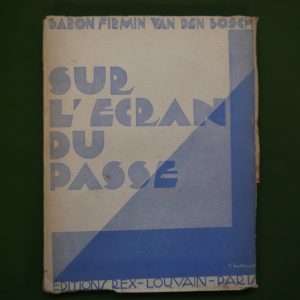 BARON FIRMIN VAN DEN BOSCH
SUR
L'ECRAN
DU
PASSE
EDITIONS REX-LOUVAIN-PARIS